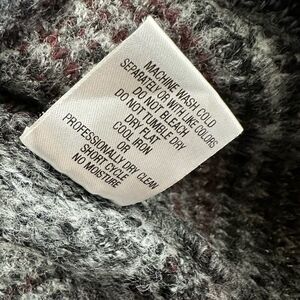 MACHINE WASH COLD
SEPARATELY OR WITH LIKE COLORS
DO NOT BLEACH
DO NOT TUMBLE DRY
DRY FLAT
COOL IRON
OR
PROFESSIONALLY DRY CLEAN
SHORT CYCLE
NO MOISTURE